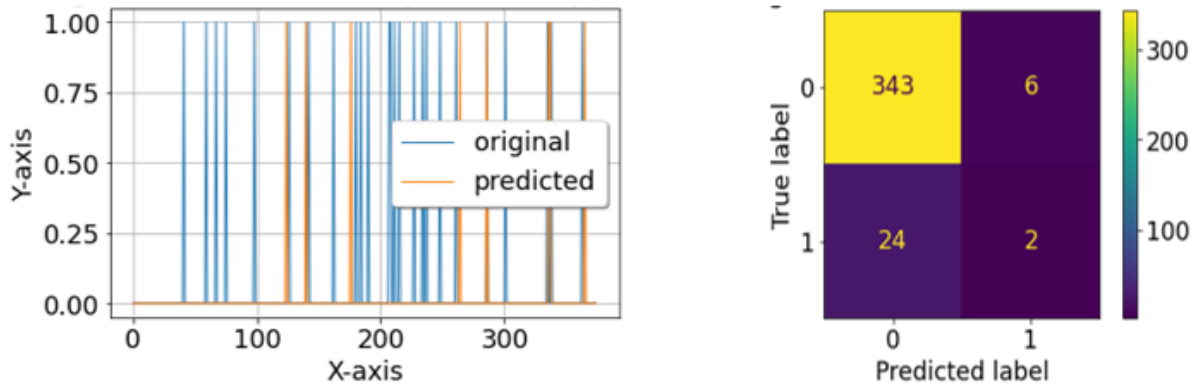 1.00
0.75
0.50
0.25
0.00
Y-axis
original
predicted
0 100 200 300
X-axis
True label
0 343 6
1 24 2
0 1
Predicted label
300
200
100